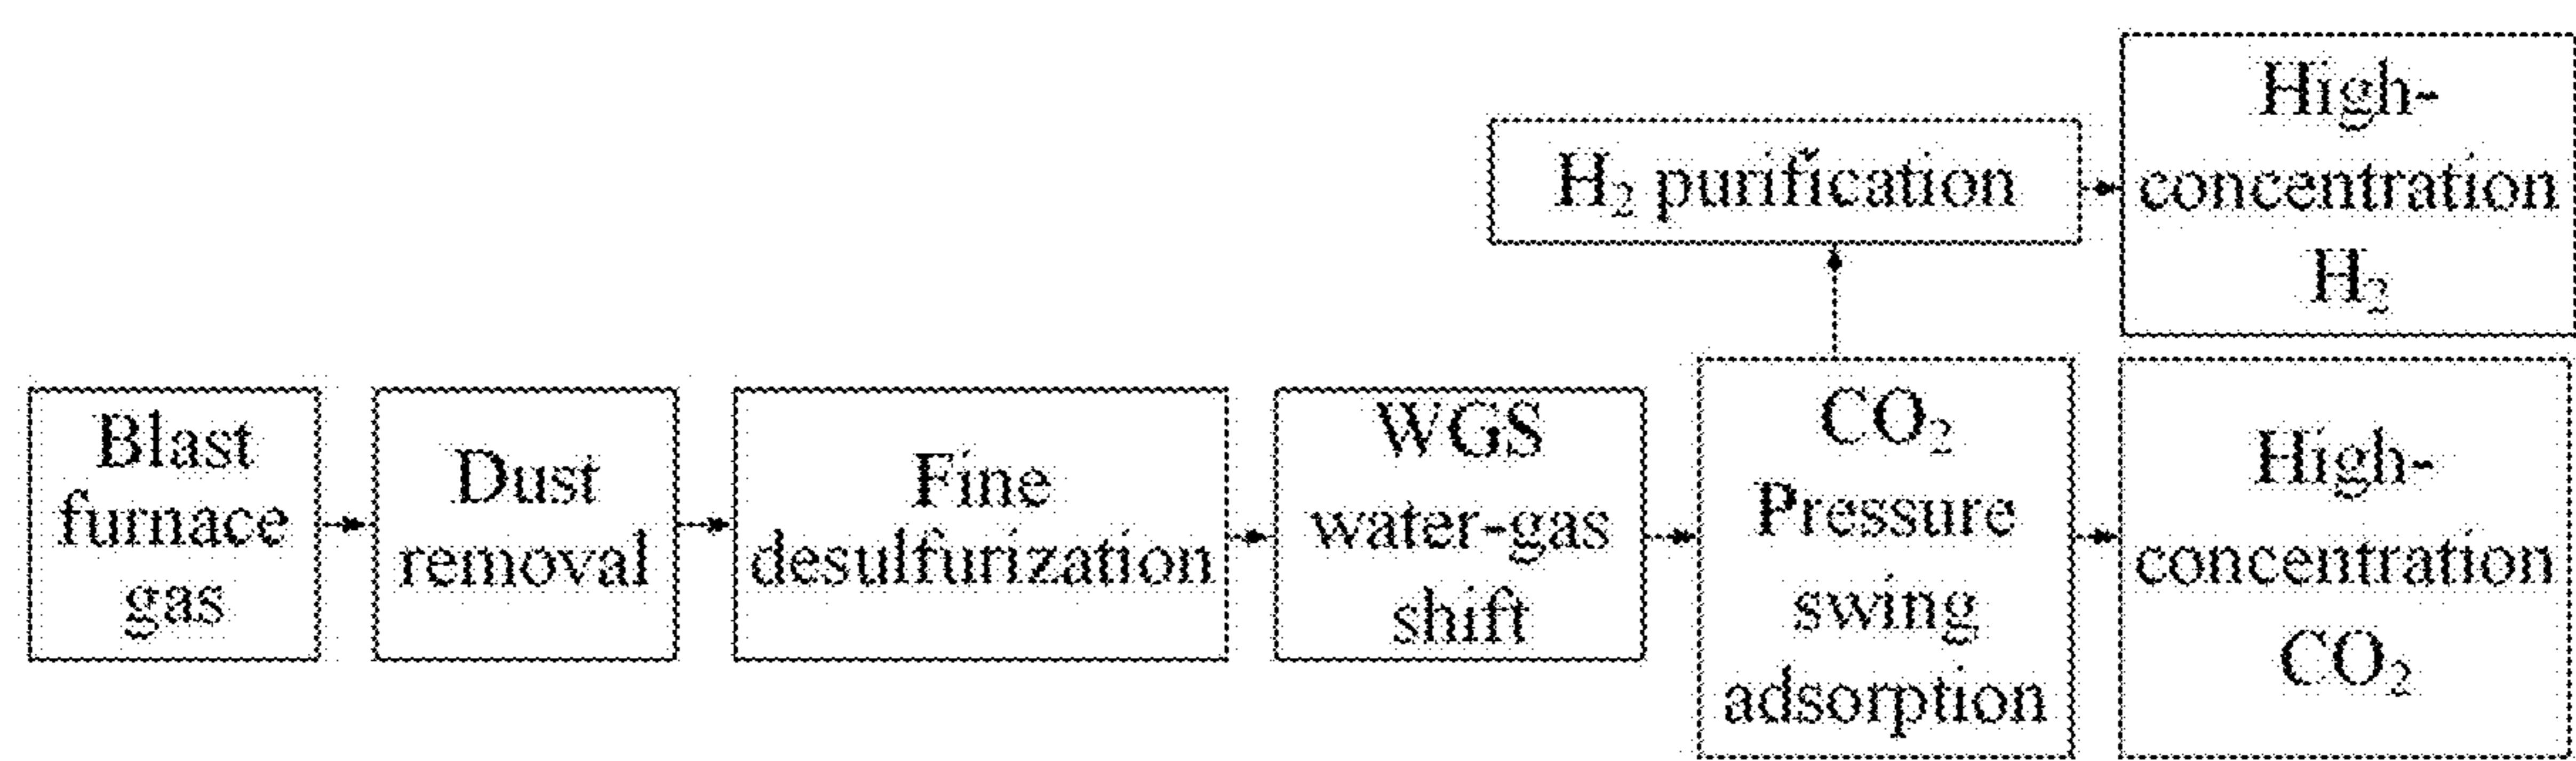 Blast
furnace
gas
Dust
removal
Fine
desulfurization
WGS
water-gas
shift
CO₂
Pressure
swing
adsorption
H₂ purification
High-
concentration
H₂
High-
concentration
CO₂